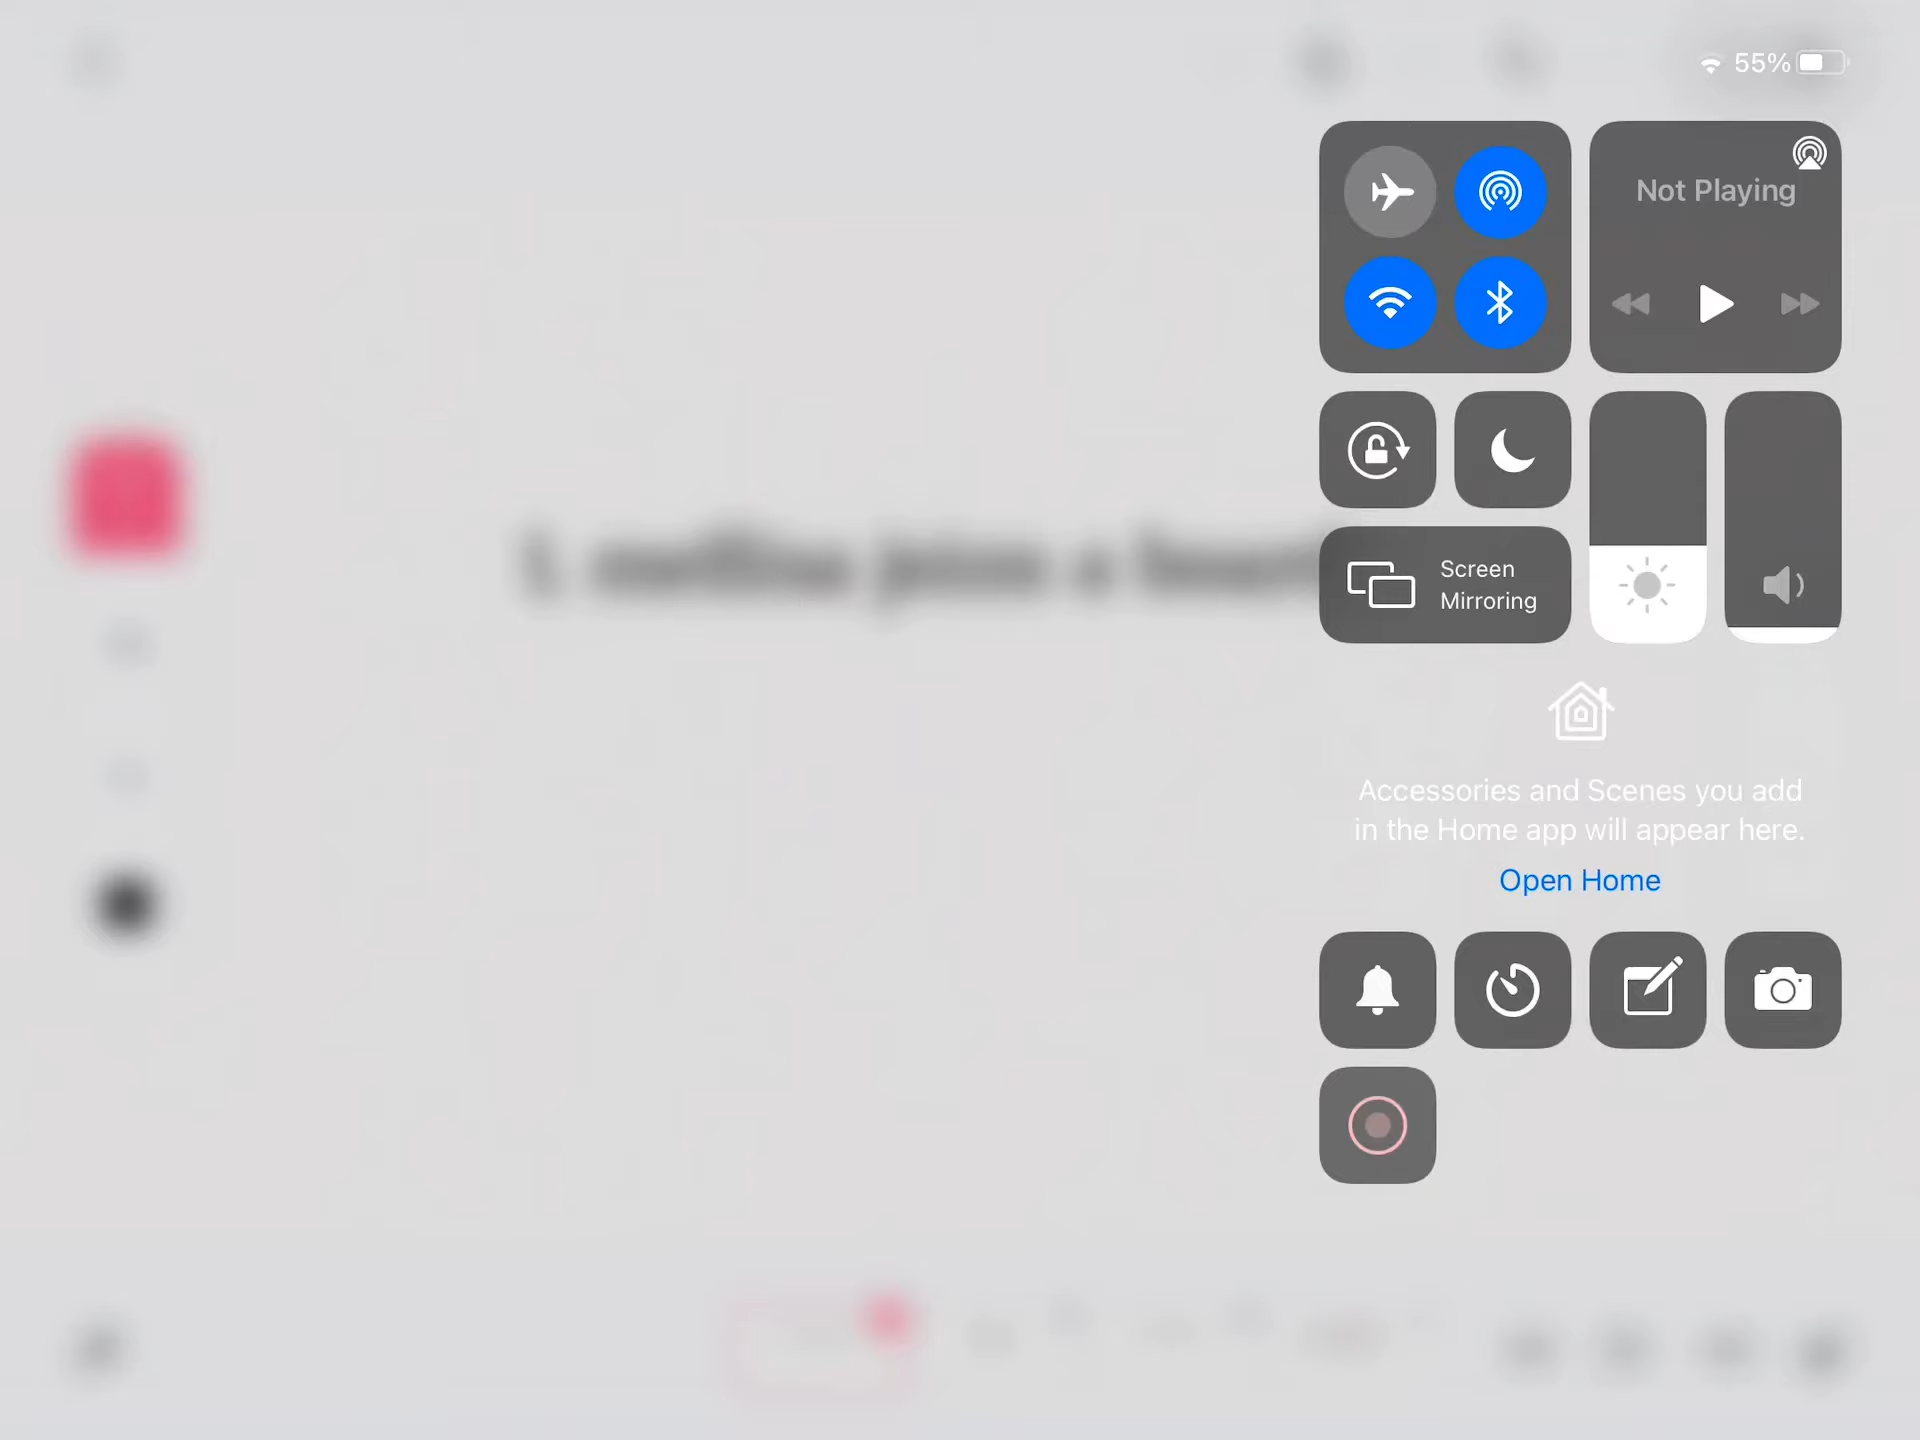 55%
Not Playing
Screen
Mirroring
Accessories and Scenes you add
in the Home app will appear here.
Open Home